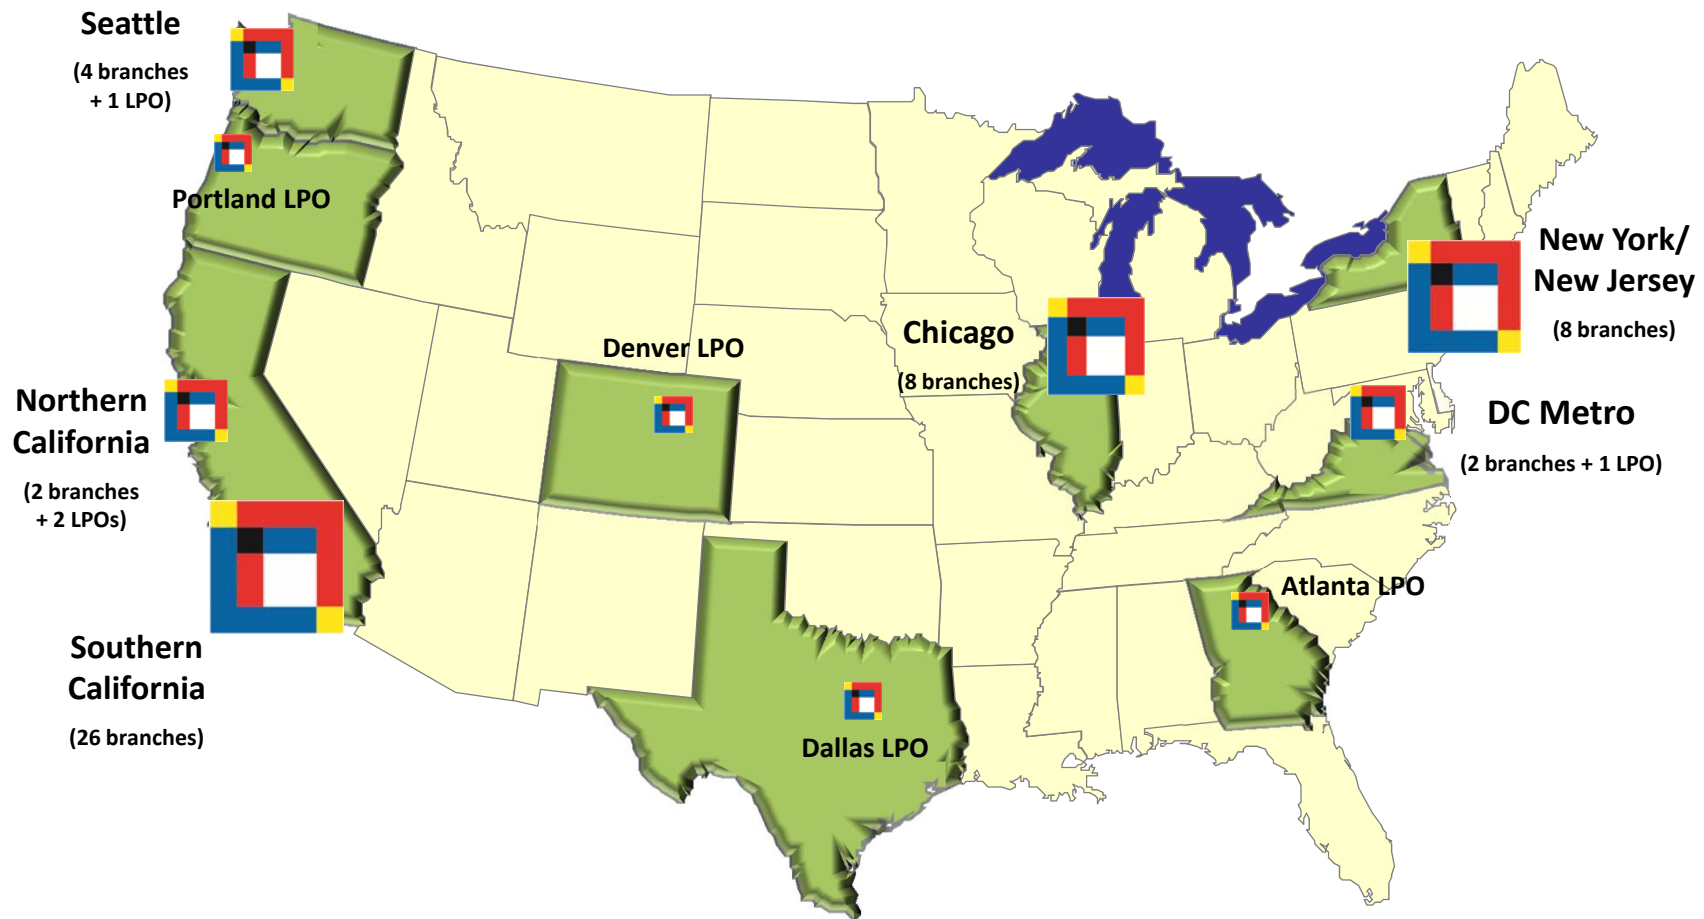 Seattle
(4 branches
+ 1 LPO)
Portland LPO
Northern
California
(2 branches
+ 2 LPOs)
Southern
California
(26 branches)
Denver LPO
Dallas LPO
Chicago
(8 branches)
Atlanta LPO
New York/
New Jersey
(8 branches)
DC Metro
(2 branches + 1 LPO)